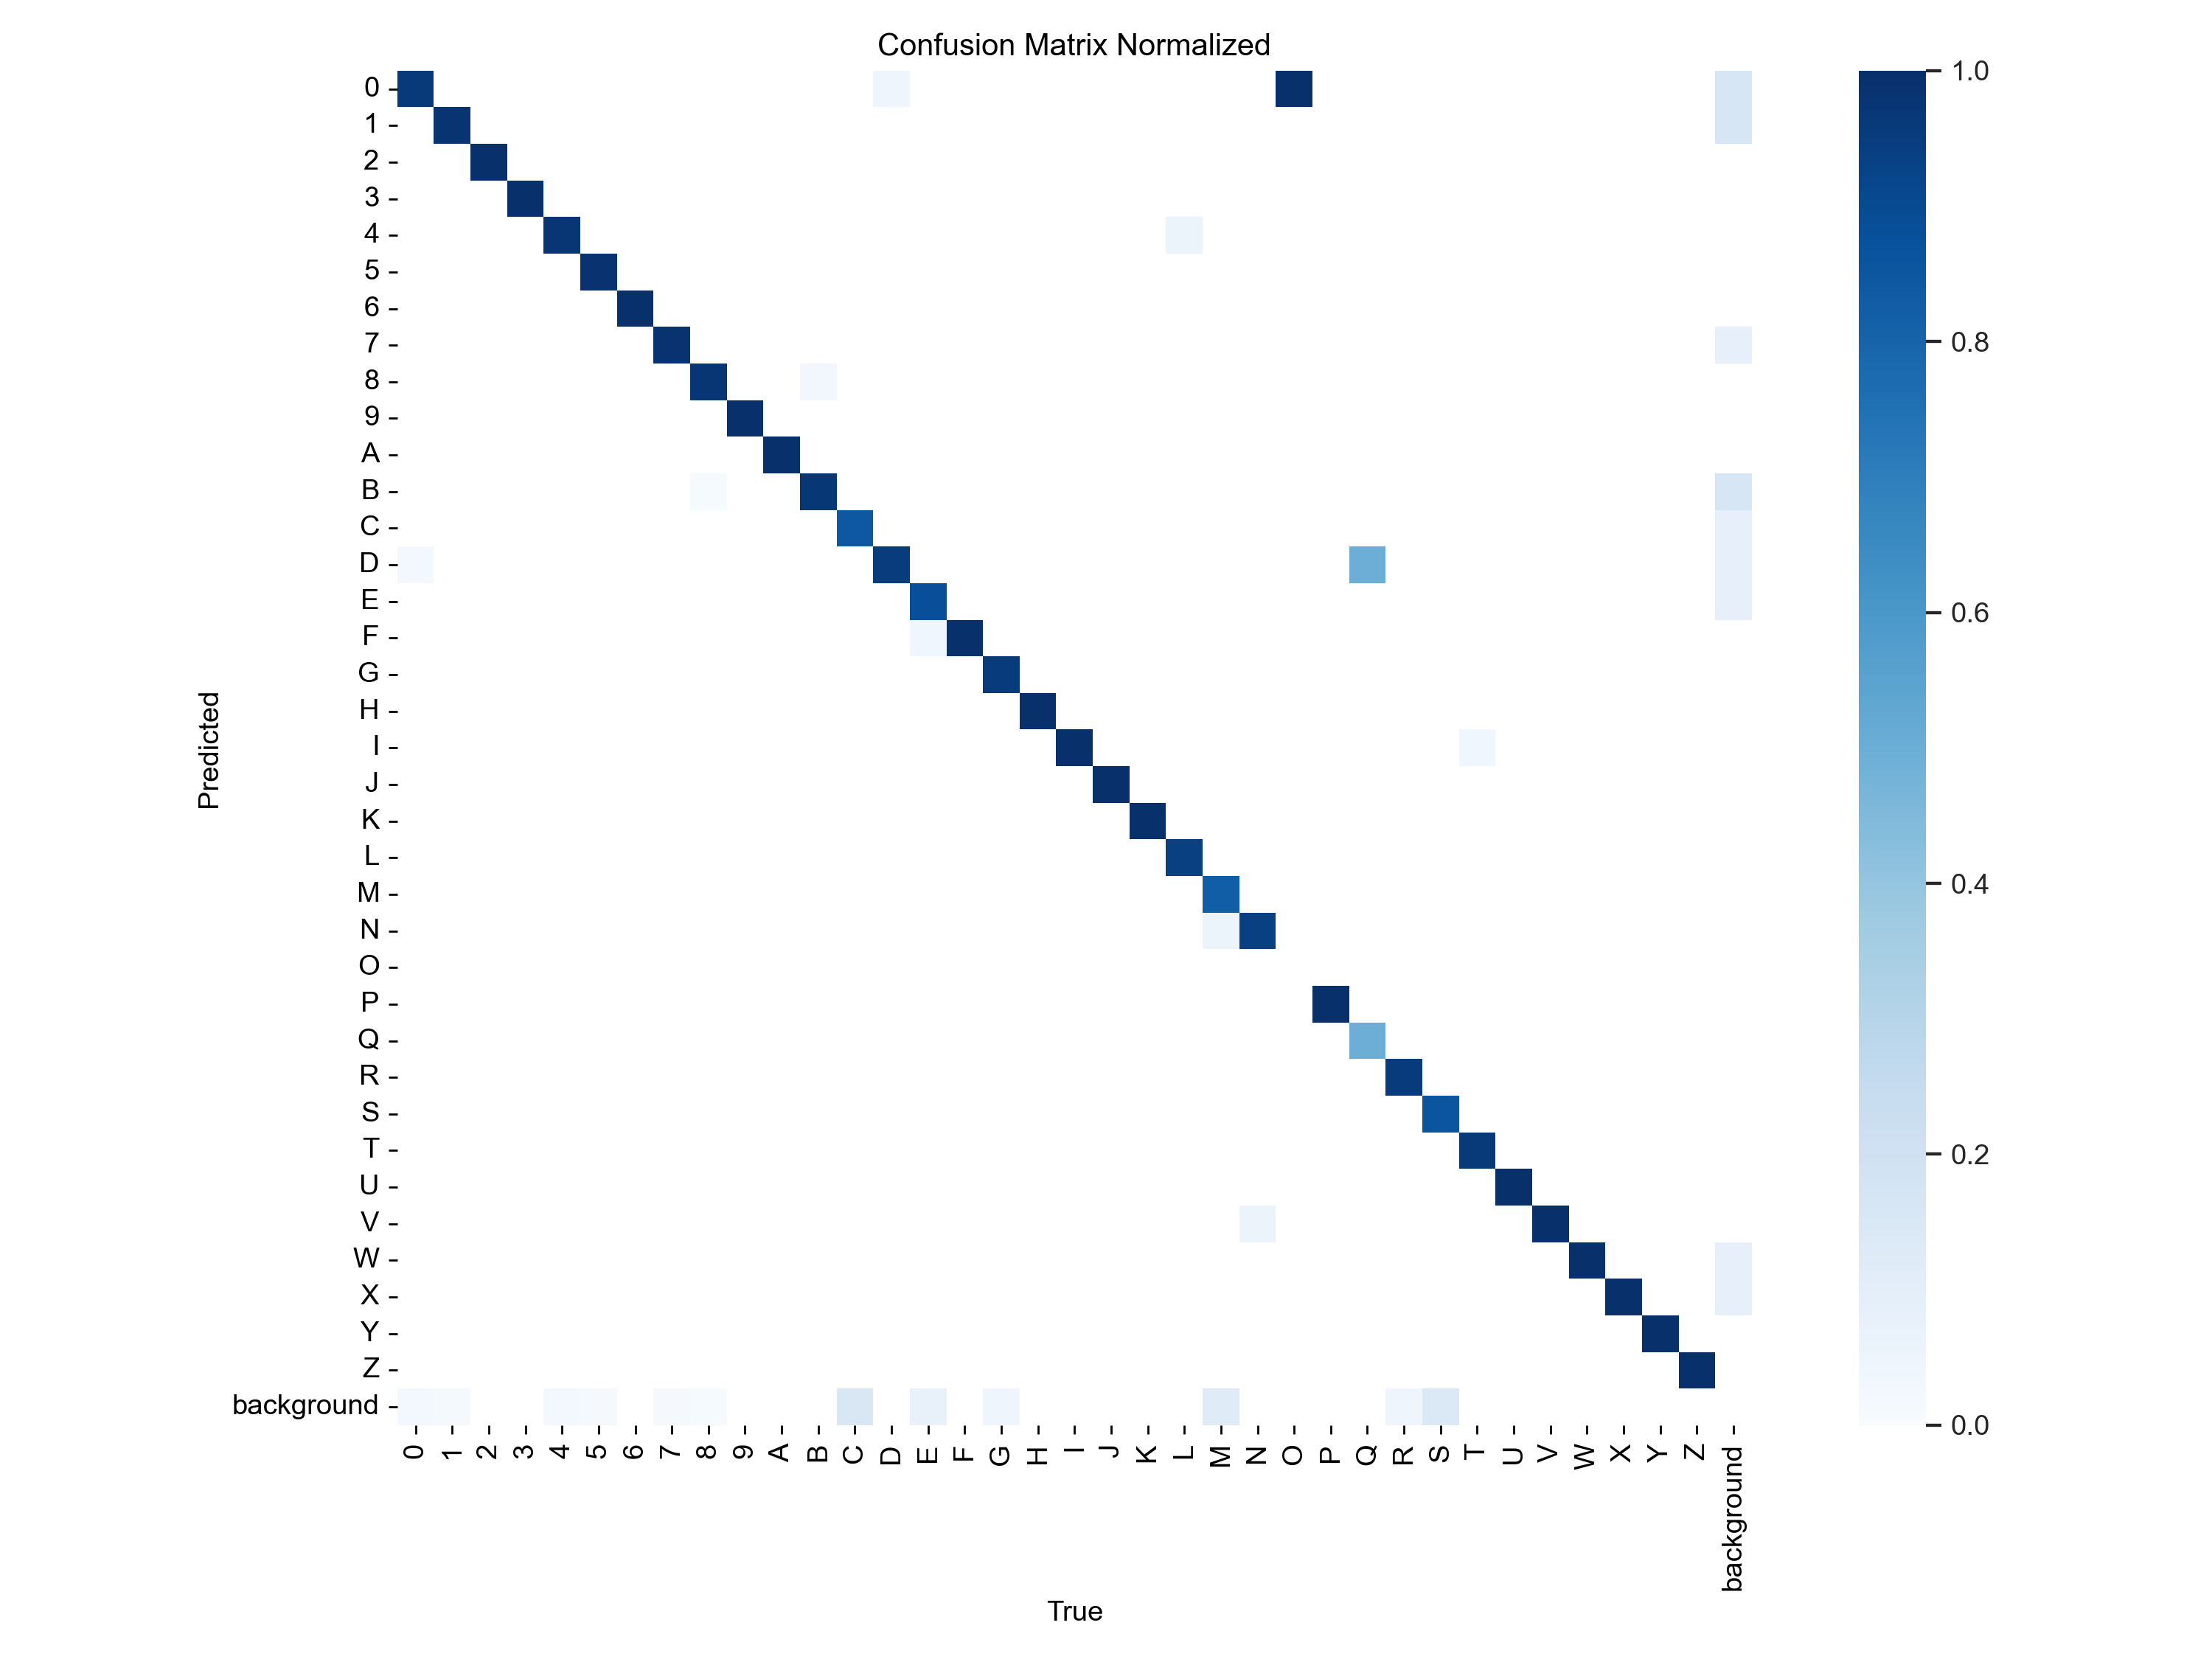 Confusion Matrix Normalized
0
1
2
3
4
5
6
7
8
9
A
B
C
D
E
F
G
H
I
J
K
L
M
N
O
P
Q
R
S
T
U
V
W
X
Y
Z
background
Predicted
0 1 2 3 4 5 6 7 8 9 A B C D E F G H I J K L M N O P Q R S T U V W X Y Z background
True
1.0
0.8
0.6
0.4
0.2
0.0